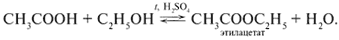 t, H₂SO₄
CH₃COOH + C₂H₅OH ⇌ CH₃COOC₂H₅ + H₂O.
этилацетат